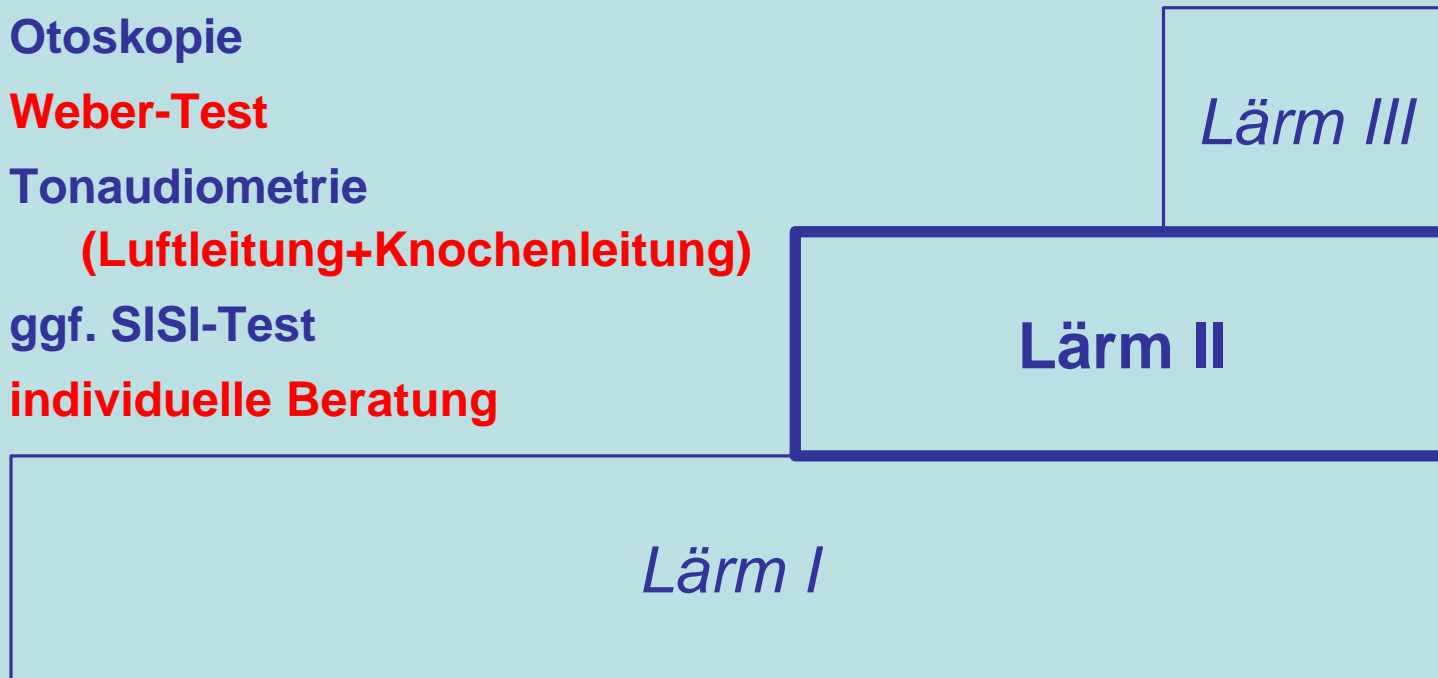 Otoskopie
Weber-Test
Tonaudiometrie
(Luftleitung+Knochenleitung)
ggf. SISI-Test
individuelle Beratung
Lärm III
Lärm II
Lärm I